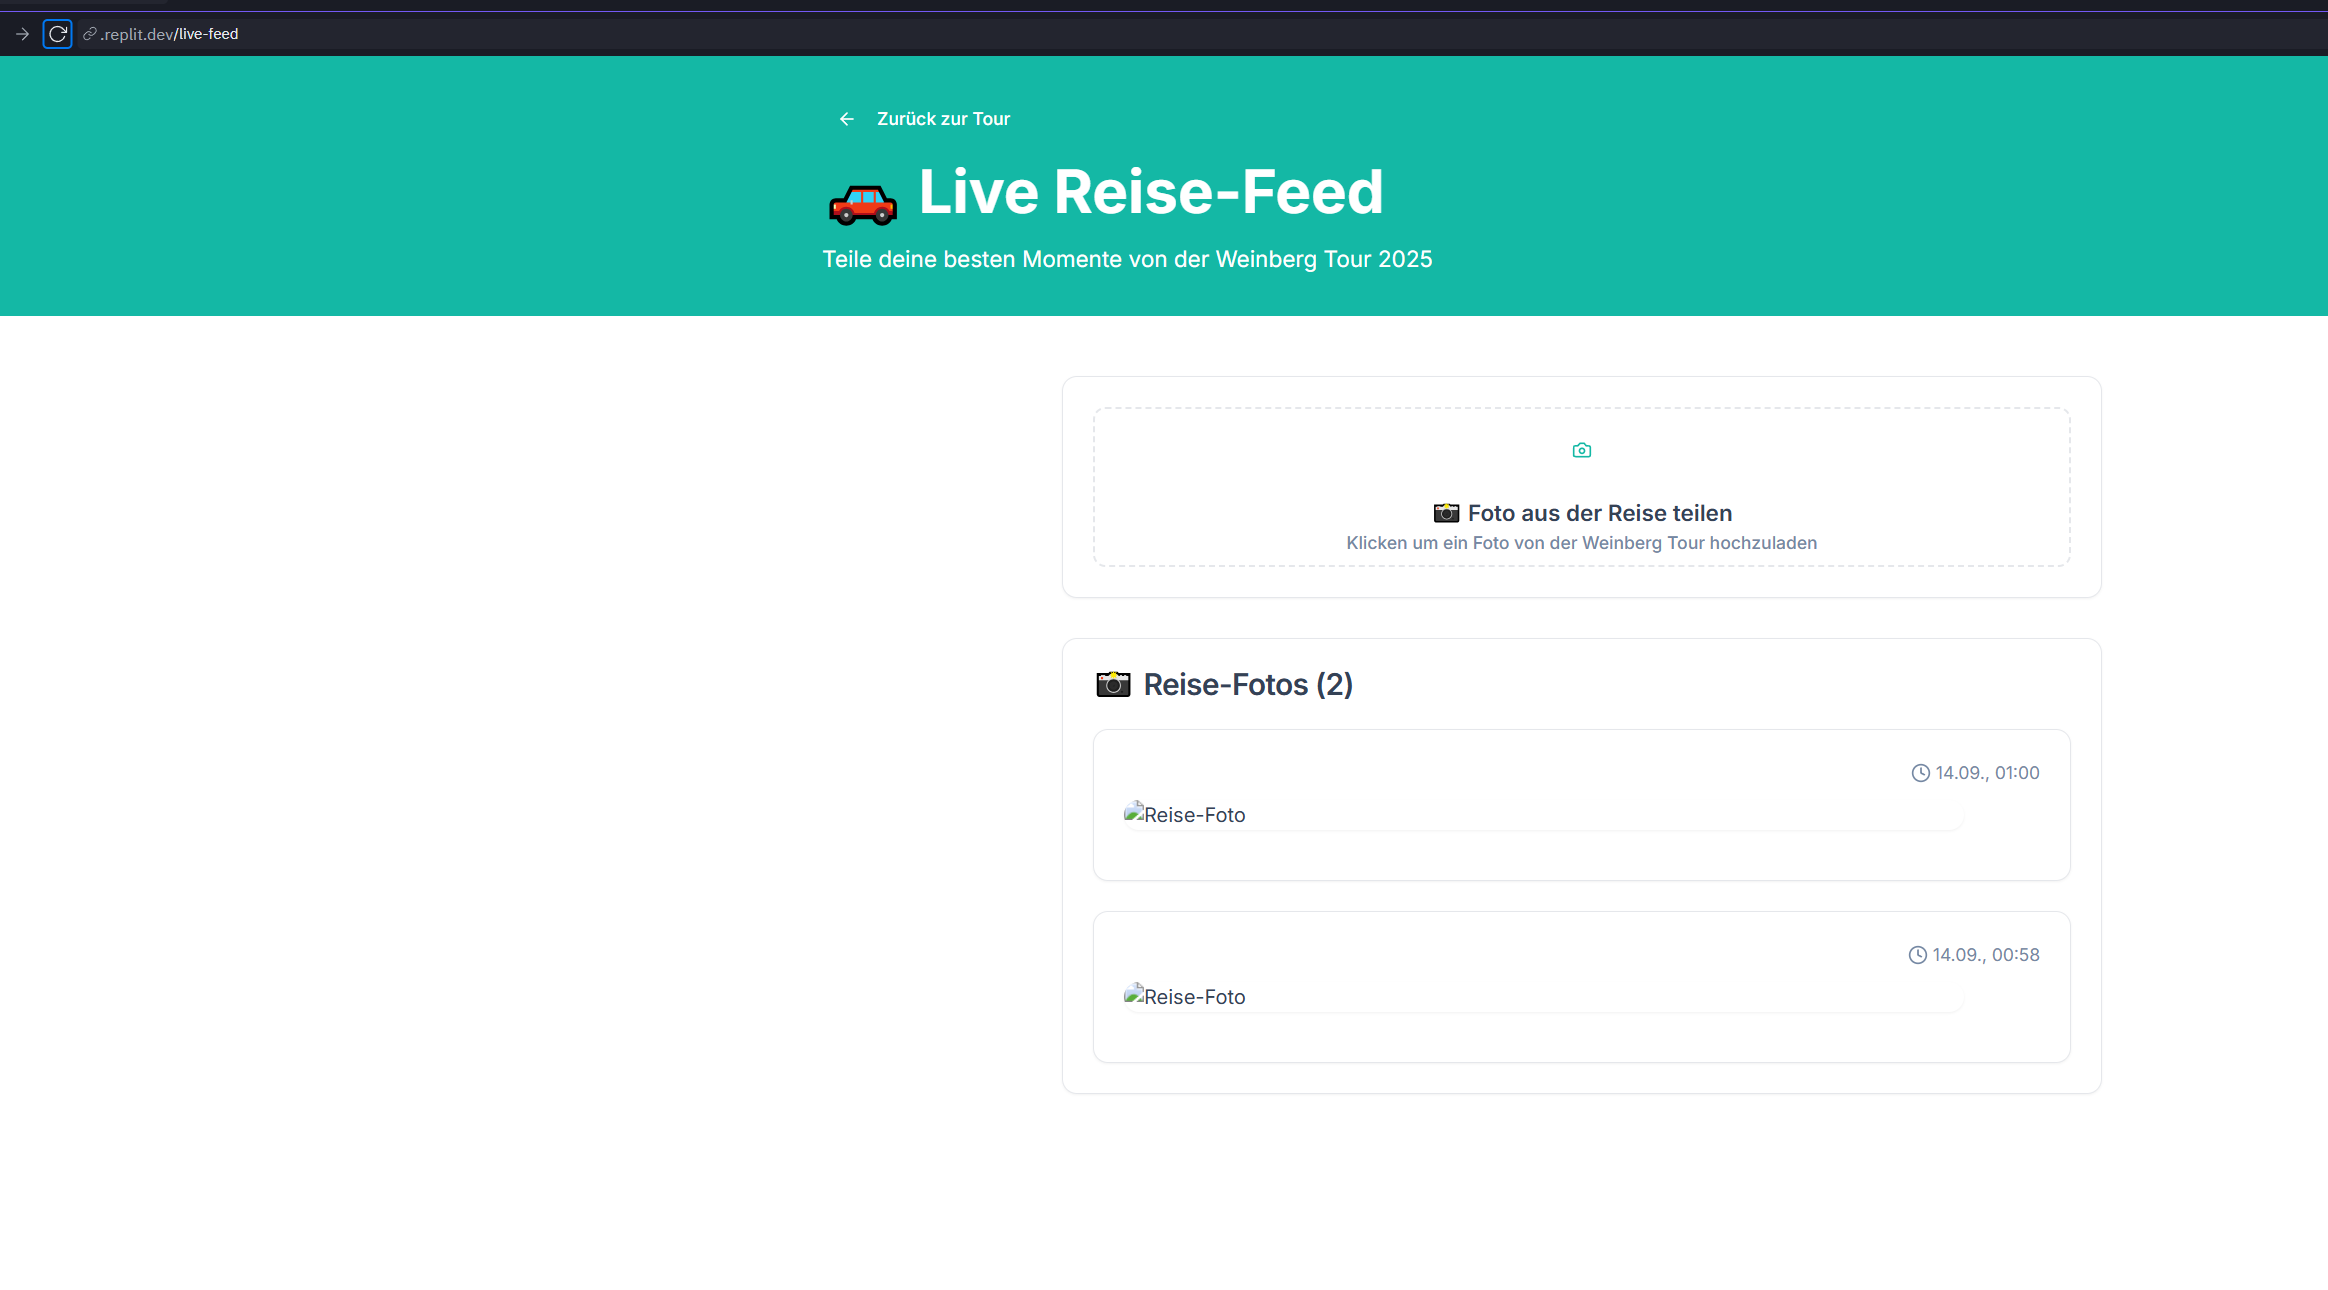 .replit.dev/live-feed
Zurück zur Tour
Live Reise-Feed
Teile deine besten Momente von der Weinberg Tour 2025
Foto aus der Reise teilen
Klicken um ein Foto von der Weinberg Tour hochzuladen
Reise-Fotos (2)
14.09., 01:00
Reise-Foto
14.09., 00:58
Reise-Foto